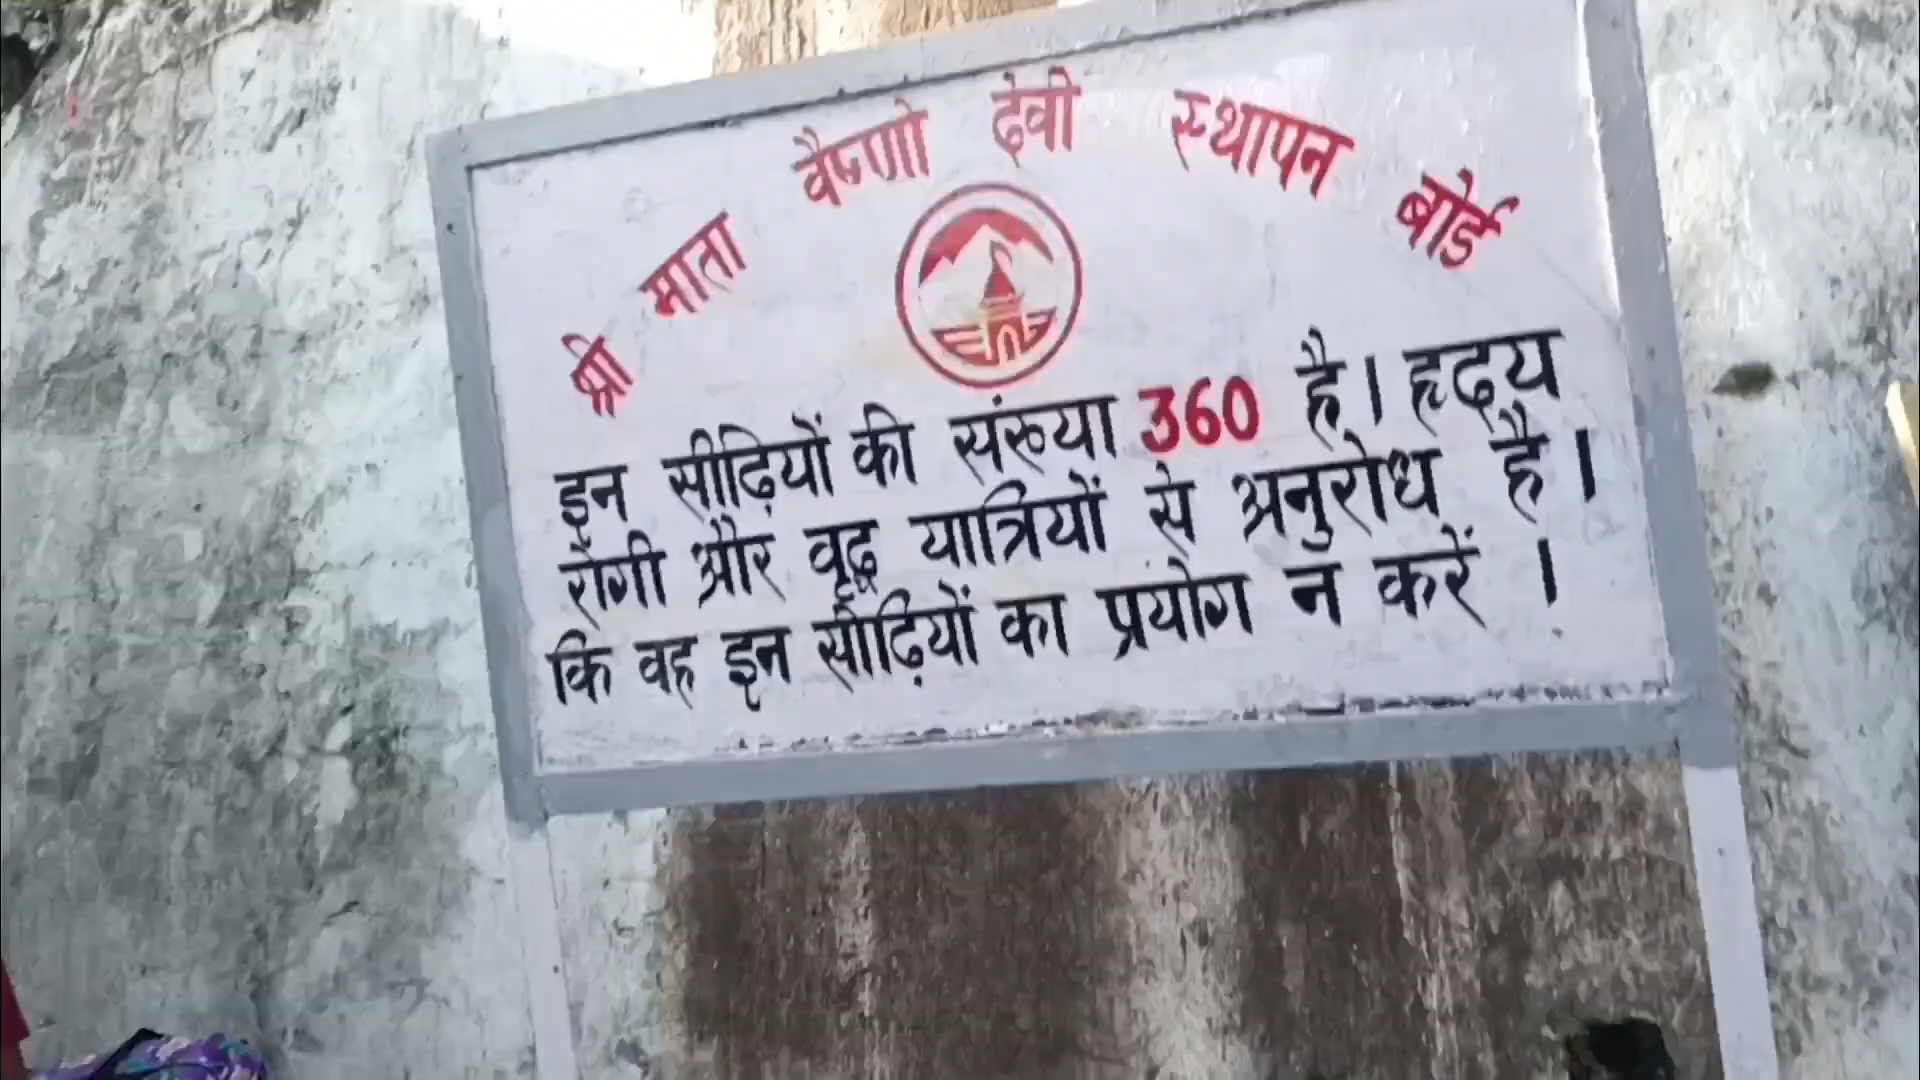 श्री माता वैष्णो देवी स्थापन बोर्ड
इन सीढ़ियों की संख्या 360 है। हृदय
रोगी और वृद्ध यात्रियों से अनुरोध है।
कि वह इन सीढ़ियों का प्रयोग न करें ।